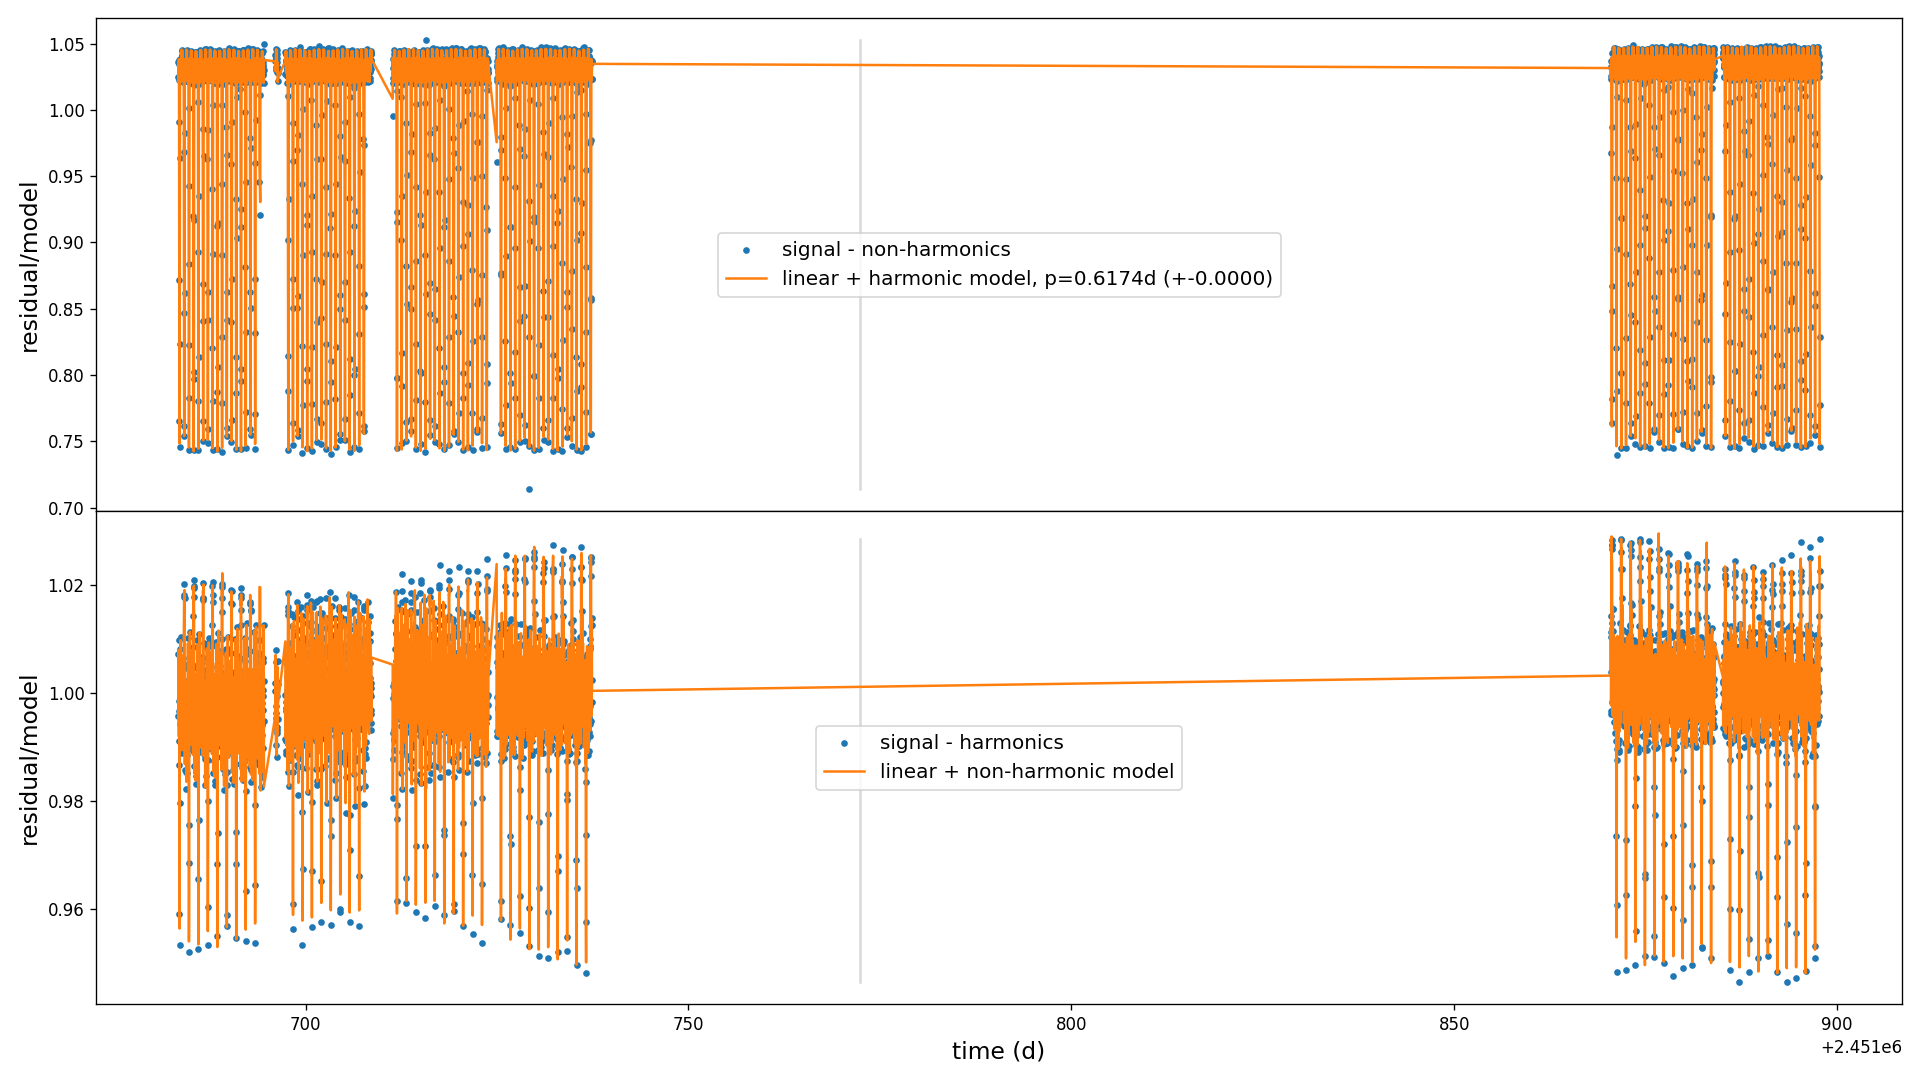 residual/model
1.05
1.00
0.95
0.90
0.85
0.80
0.75
0.70
signal - non-harmonics
linear + harmonic model, p=0.6174d (+-0.0000)
residual/model
1.02
1.00
0.98
0.96
signal - harmonics
linear + non-harmonic model
700
750
800
850
900
time (d)
+2.451e6